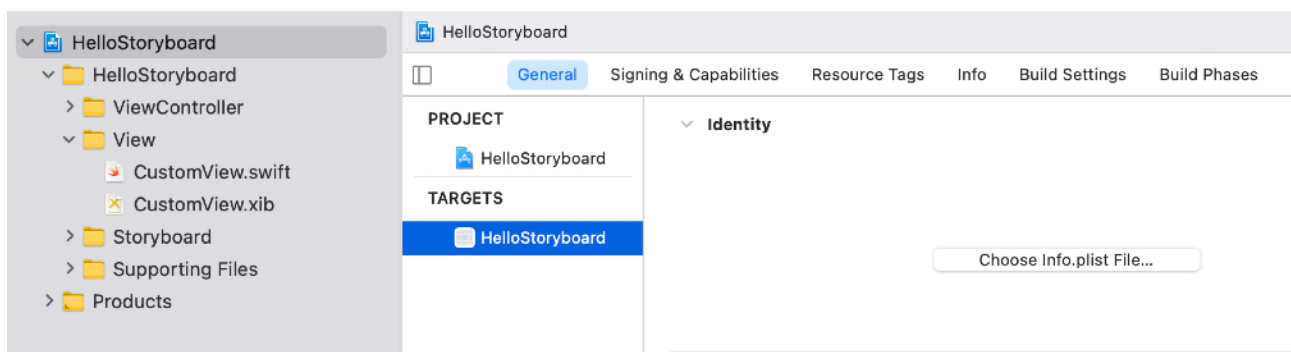 HelloStoryboard
HelloStoryboard
ViewController
View
CustomView.swift
CustomView.xib
Storyboard
Supporting Files
Products
HelloStoryboard
General Signing & Capabilities Resource Tags Info Build Settings Build Phases
PROJECT
HelloStoryboard
TARGETS
HelloStoryboard
Identity
Choose Info.plist File...